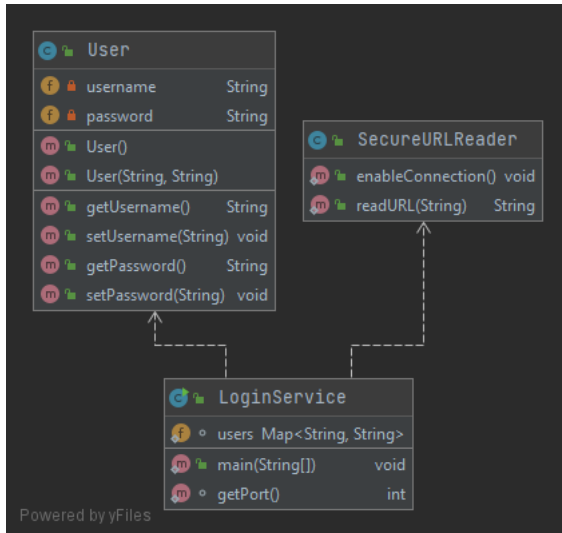 User
username String
password String
User()
User(String, String)
getUsername() String
setUsername(String) void
getPassword() String
setPassword(String) void
SecureURLReader
enableConnection() void
readURL(String) String
LoginService
users Map<String, String>
main(String[]) void
getPort() int
Powered by yFiles